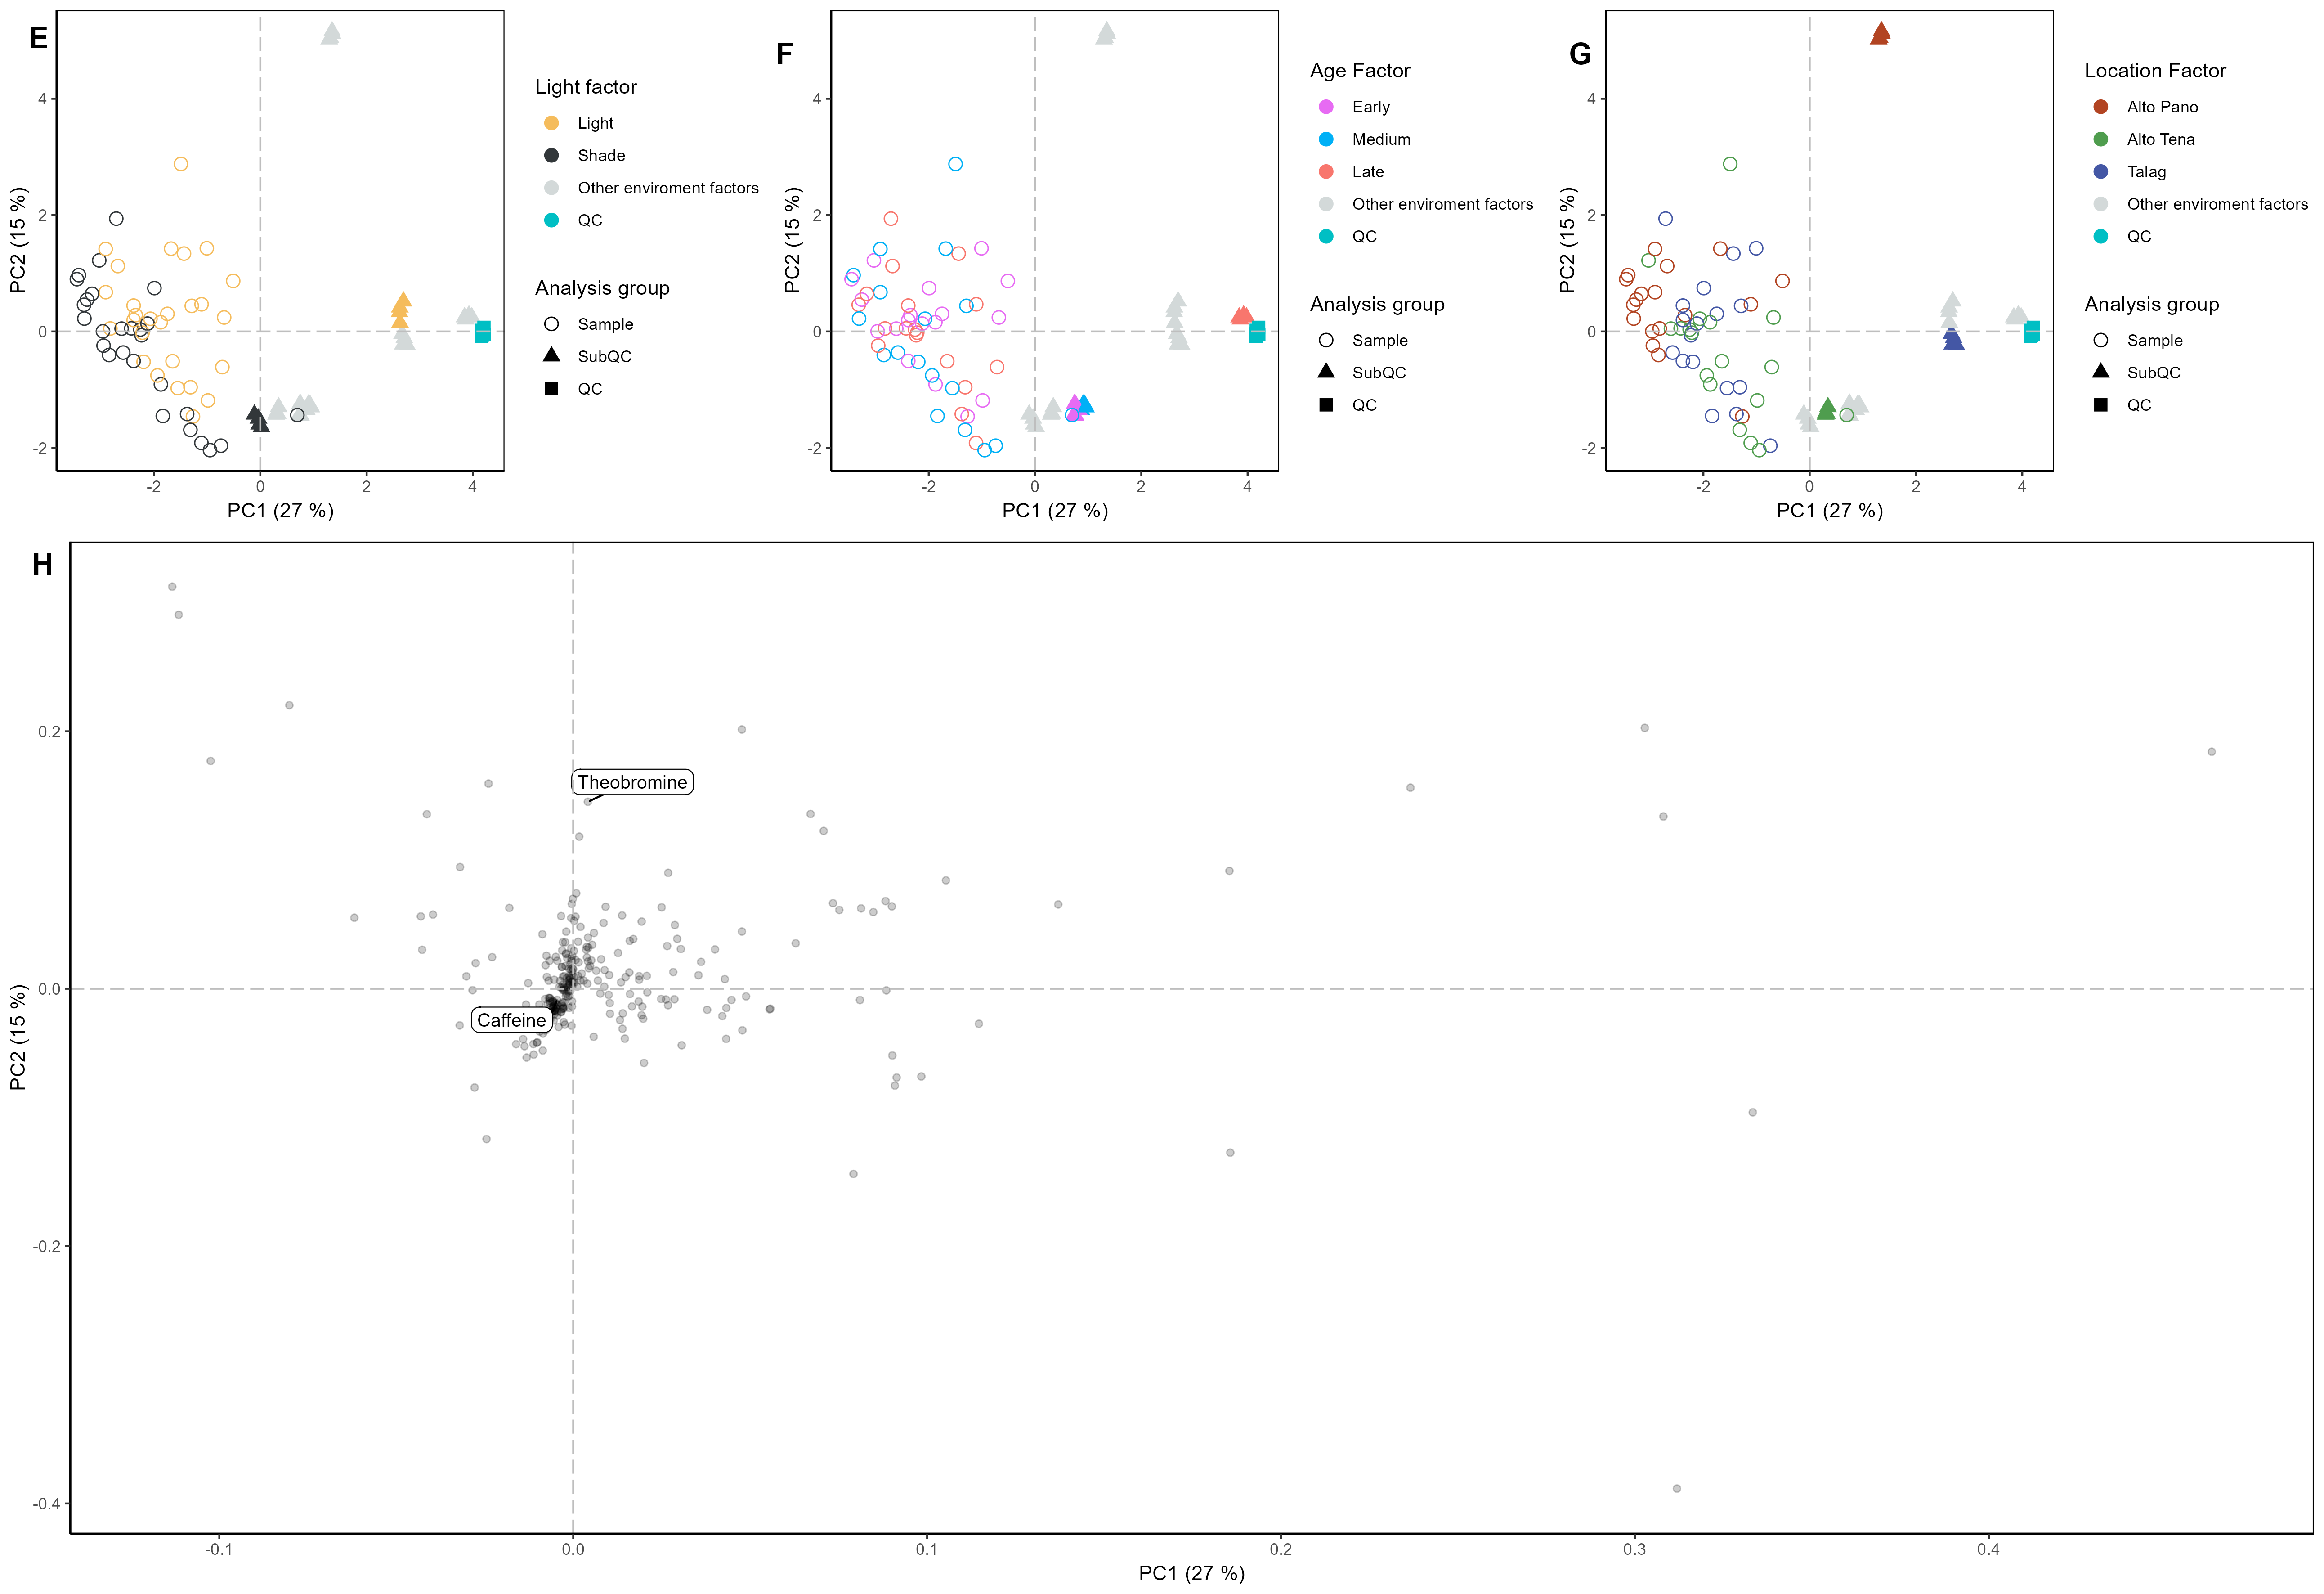 E
PC2 (15 %)
4
2
0
-2
-2
0
2
4
PC1 (27 %)
Light factor
Light
Shade
Other enviroment factors
QC
Analysis group
Sample
SubQC
QC
F
PC2 (15 %)
4
2
0
-2
-2
0
2
4
PC1 (27 %)
Age Factor
Early
Medium
Late
Other enviroment factors
QC
Analysis group
Sample
SubQC
QC
G
PC2 (15 %)
4
2
0
-2
-2
0
2
4
PC1 (27 %)
Location Factor
Alto Pano
Alto Tena
Talag
Other enviroment factors
QC
Analysis group
Sample
SubQC
QC
H
PC2 (15 %)
0.2
0.0
-0.2
-0.4
Theobromine
Caffeine
-0.1
0.0
0.1
0.2
0.3
0.4
PC1 (27 %)